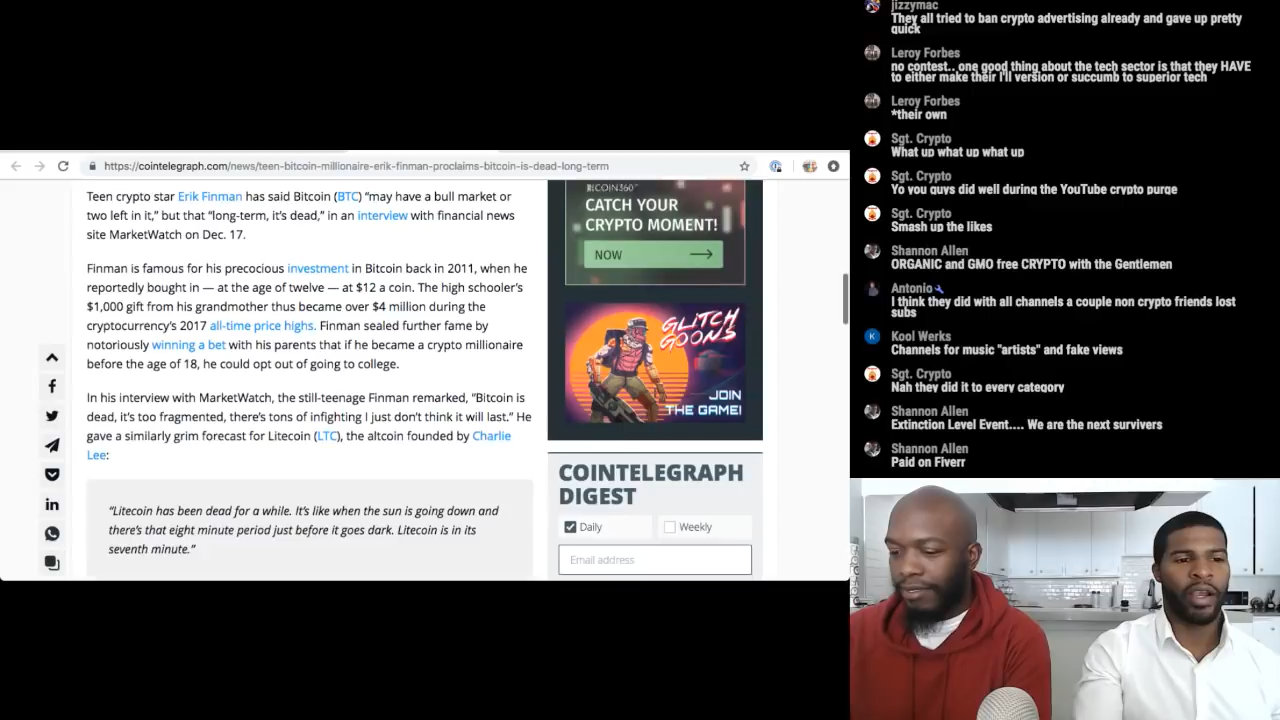 https://cointelegraph.com/news/teen-bitcoin-millionaire-erik-finman-proclaims-bitcoin-is-dead-long-term
Teen crypto star Erik Finman has said Bitcoin (BTC) “may have a bull market or
two left in it,” but that “long-term, it’s dead,” in an interview with financial news
site MarketWatch on Dec. 17.
Finman is famous for his precocious investment in Bitcoin back in 2011, when he
reportedly bought in — at the age of twelve — at $12 a coin. The high schooler’s
$1,000 gift from his grandmother thus became over $4 million during the
cryptocurrency’s 2017 all-time price highs. Finman sealed further fame by
notoriously winning a bet with his parents that if he became a crypto millionaire
before the age of 18, he could opt out of going to college.
In his interview with MarketWatch, the still-teenage Finman remarked, “Bitcoin is
dead, it’s too fragmented, there’s tons of infighting I just don’t think it will last.” He
gave a similarly grim forecast for Litecoin (LTC), the altcoin founded by Charlie
Lee:
“Litecoin has been dead for a while. It’s like when the sun is going down and
there’s that eight minute period just before it goes dark. Litecoin is in its
seventh minute.”
COIN360°
CATCH YOUR
CRYPTO MOMENT!
NOW
GLITCH
GOONS
JOIN
THE GAME!
COINTELEGRAPH
DIGEST
Daily
Weekly
Email address
jizzymac
They all tried to ban crypto advertising already and gave up pretty
quick
Leroy Forbes
no contest.. one good thing about the tech sector is that they HAVE
to either make their I'll version or succumb to superior tech
Leroy Forbes
*their own
Sgt. Crypto
What up what up what up
Sgt. Crypto
Yo you guys did well during the YouTube crypto purge
Sgt. Crypto
Smash up the likes
Shannon Allen
ORGANIC and GMO free CRYPTO with the Gentlemen
Antonio
I think they did with all channels a couple non crypto friends lost
subs
K
Kool Werks
Channels for music "artists" and fake views
Sgt. Crypto
Nah they did it to every category
Shannon Allen
Extinction Level Event.... We are the next survivers
Shannon Allen
Paid on Fiverr